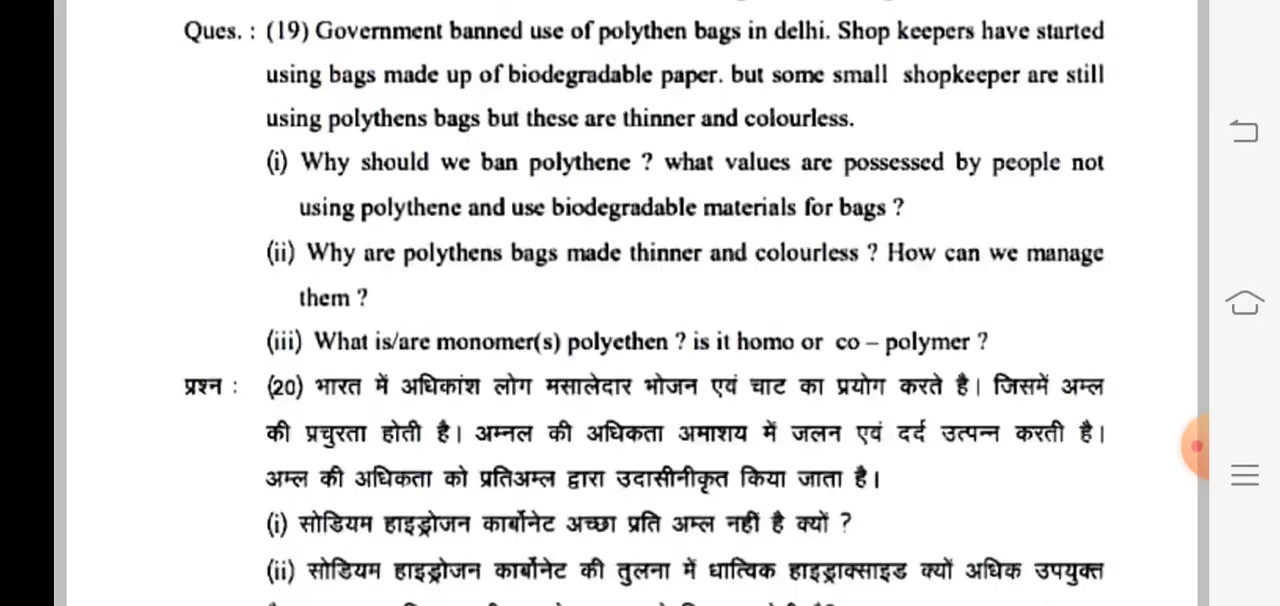 Ques. : (19) Government banned use of polythen bags in delhi. Shop keepers have started
using bags made up of biodegradable paper. but some small shopkeeper are still
using polythens bags but these are thinner and colourless.
(i) Why should we ban polythene ? what values are possessed by people not
using polythene and use biodegradable materials for bags ?
(ii) Why are polythens bags made thinner and colourless ? How can we manage
them ?
(iii) What is/are monomer(s) polyethen ? is it homo or co – polymer ?
प्रश्न : (20) भारत में अधिकांश लोग मसालेदार भोजन एवं चाट का प्रयोग करते है। जिसमें अम्ल
की प्रचुरता होती है। अम्नल की अधिकता अमाशय में जलन एवं दर्द उत्पन्न करती है।
अम्ल की अधिकता को प्रतिअम्ल द्वारा उदासीनीकृत किया जाता है।
(i) सोडियम हाइड्रोजन कार्बोनेट अच्छा प्रति अम्ल नहीं है क्यों ?
(ii) सोडियम हाइड्रोजन कार्बोनेट की तुलना में धात्विक हाइड्राक्साइड क्यों अधिक उपयुक्त